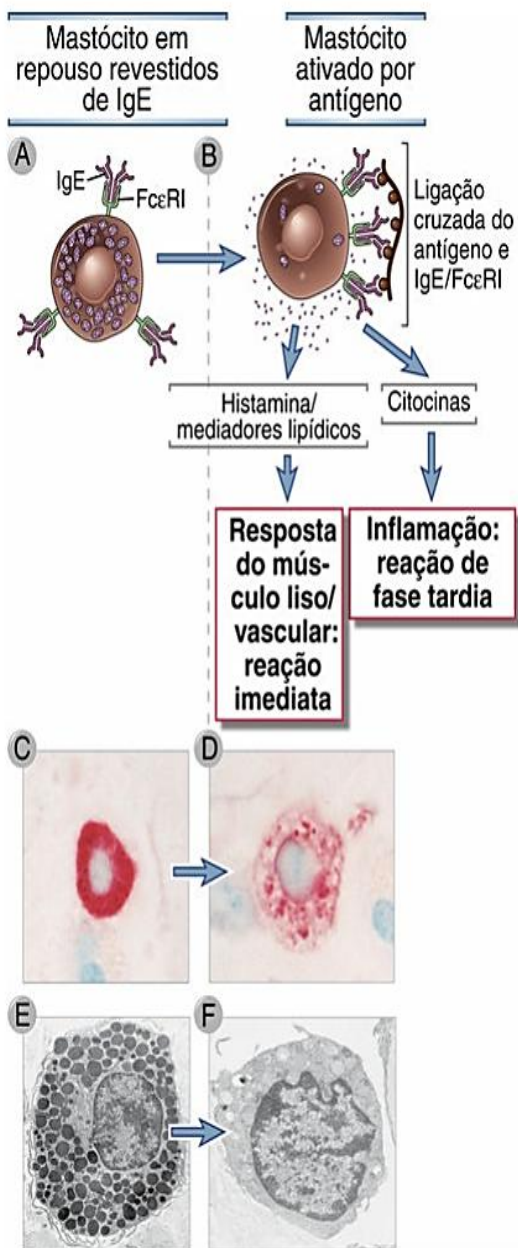 Mastócito em
repouso revestidos
de IgE
Mastócito
ativado por
antígeno
A
B
IgE
FcεRI
Ligação
cruzada do
antígeno e
IgE/FcεRI
Histamina/
mediadores lipídicos
Citocinas
Resposta
do mús-
culo liso/
vascular:
reação
imediata
Inflamação:
reação de
fase tardia
C
D
E
F